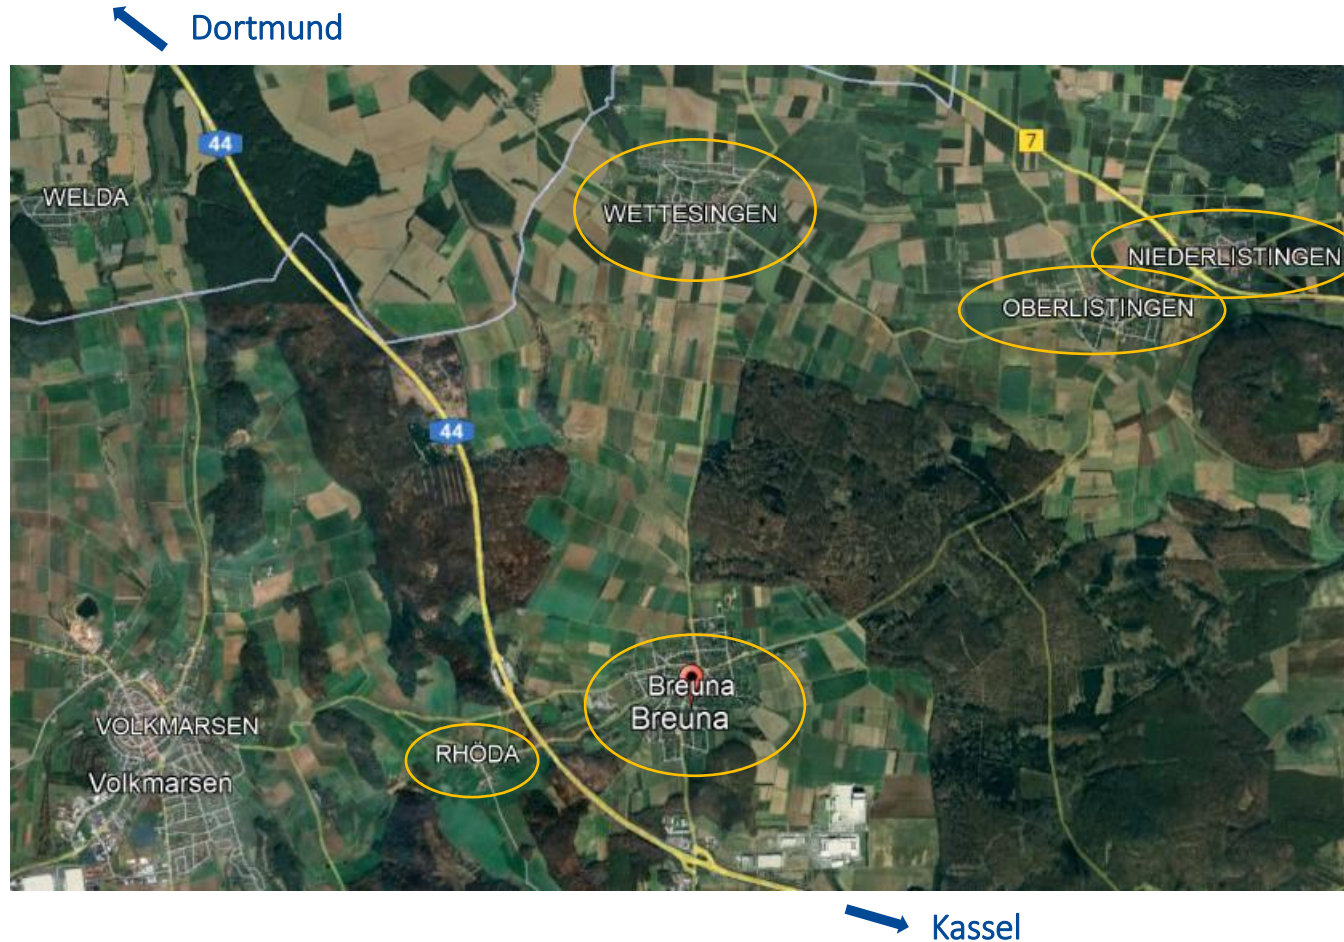 Dortmund
44
7
WELDA
WETTESINGEN
NIEDERLISTINGEN
OBERLISTINGEN
44
Breuna
Breuna
VOLKMARSEN
RHÖDA
Volkmarsen
Kassel